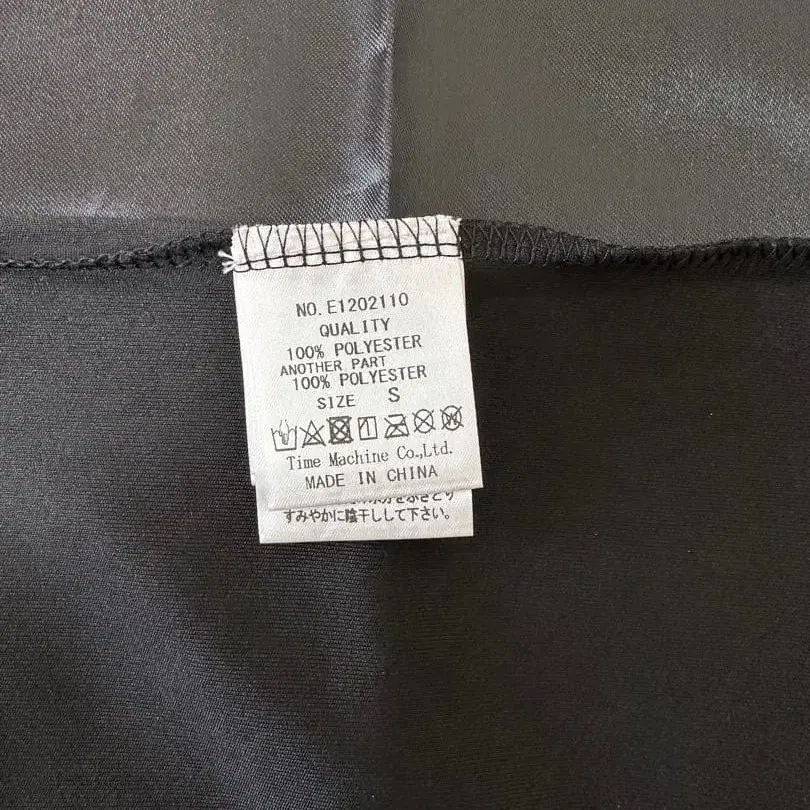 NO. E1202110
QUALITY
100% POLYESTER
ANOTHER PART
100% POLYESTER
SIZE S
Time Machine Co.,Ltd.
MADE IN CHINA
すみやかに陰干しして下さい。